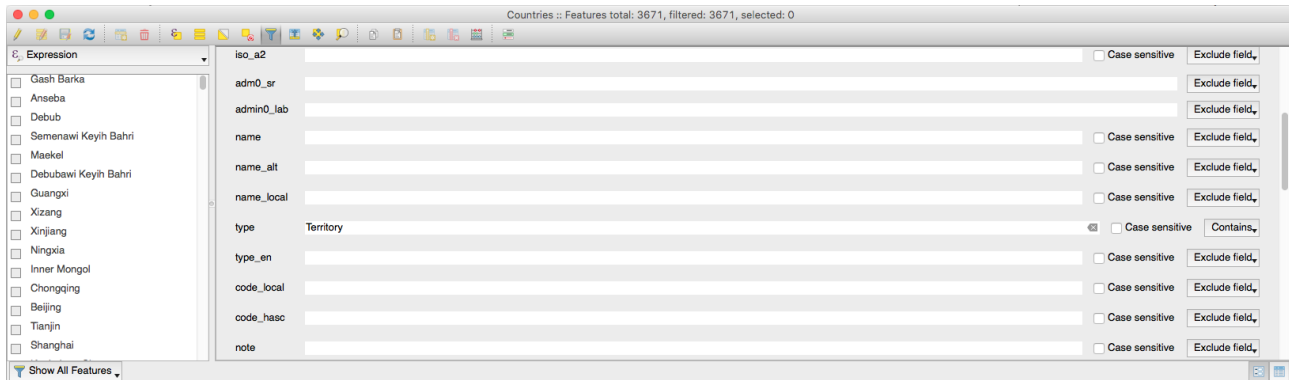 Countries :: Features total: 3671, filtered: 3671, selected: 0
Expression
Gash Barka
Anseba
Debub
Semenawi Keyih Bahri
Maekel
Debubawi Keyih Bahri
Guangxi
Xizang
Xinjiang
Ningxia
Inner Mongol
Chongqing
Beijing
Tianjin
Shanghai
iso_a2 Case sensitive Exclude field
adm0_sr Exclude field
admin0_lab Exclude field
name Case sensitive Exclude field
name_alt Case sensitive Exclude field
name_local Case sensitive Exclude field
type Territory Case sensitive Contains
type_en Case sensitive Exclude field
code_local Case sensitive Exclude field
code_hasc Case sensitive Exclude field
note Case sensitive Exclude field
Show All Features